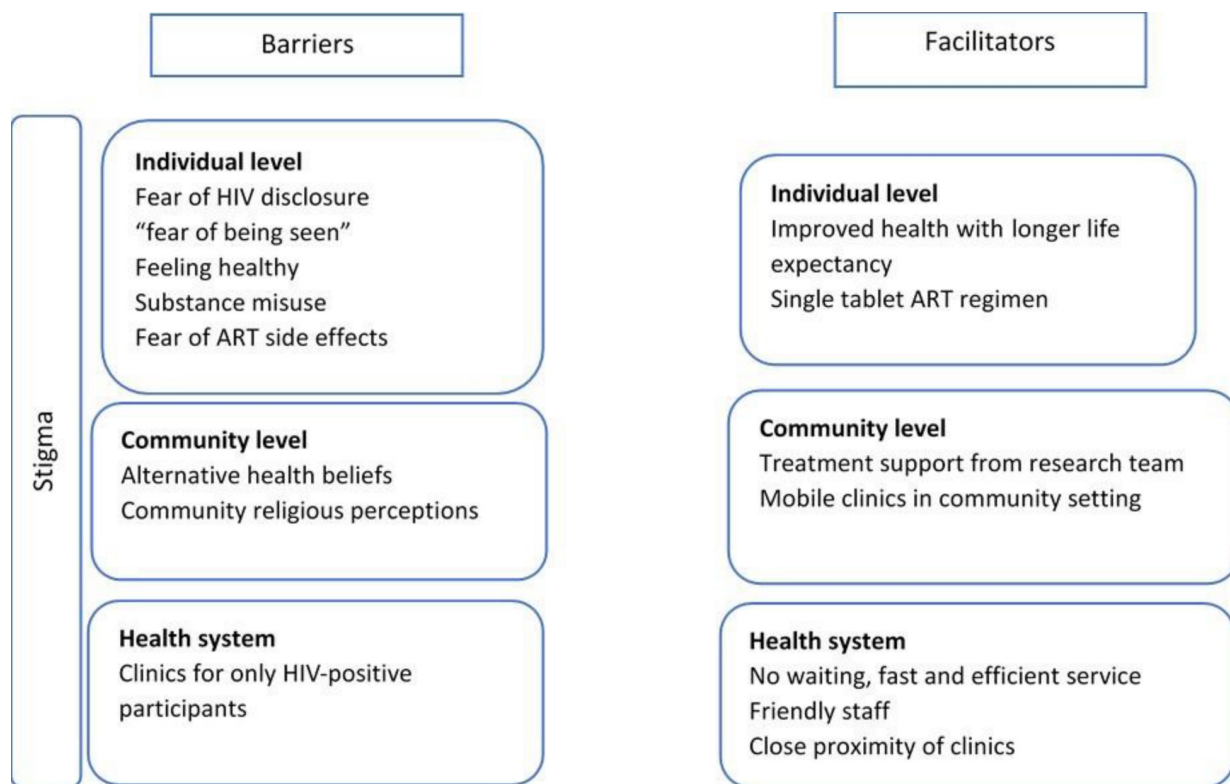 Barriers
Facilitators
Stigma
Individual level
Fear of HIV disclosure
“fear of being seen”
Feeling healthy
Substance misuse
Fear of ART side effects
Community level
Alternative health beliefs
Community religious perceptions
Health system
Clinics for only HIV-positive
participants
Individual level
Improved health with longer life
expectancy
Single tablet ART regimen
Community level
Treatment support from research team
Mobile clinics in community setting
Health system
No waiting, fast and efficient service
Friendly staff
Close proximity of clinics